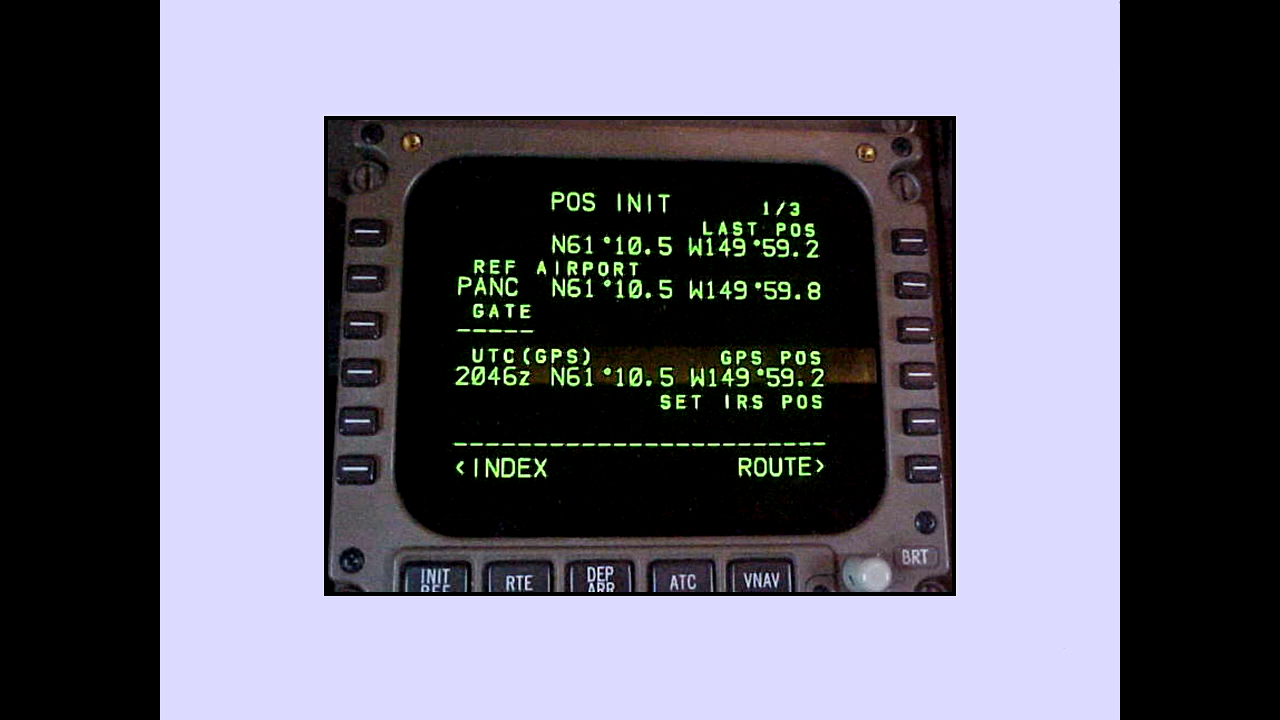 POS INIT 1/3
LAST POS
N61°10.5 W149°59.2
REF AIRPORT
PANC N61°10.5 W149°59.8
GATE
-----
UTC(GPS) GPS POS
2046z N61°10.5 W149°59.2
SET IRS POS
------------------------
<INDEX ROUTE>
BRT
INIT REF RTE DEP ARR ATC VNAV